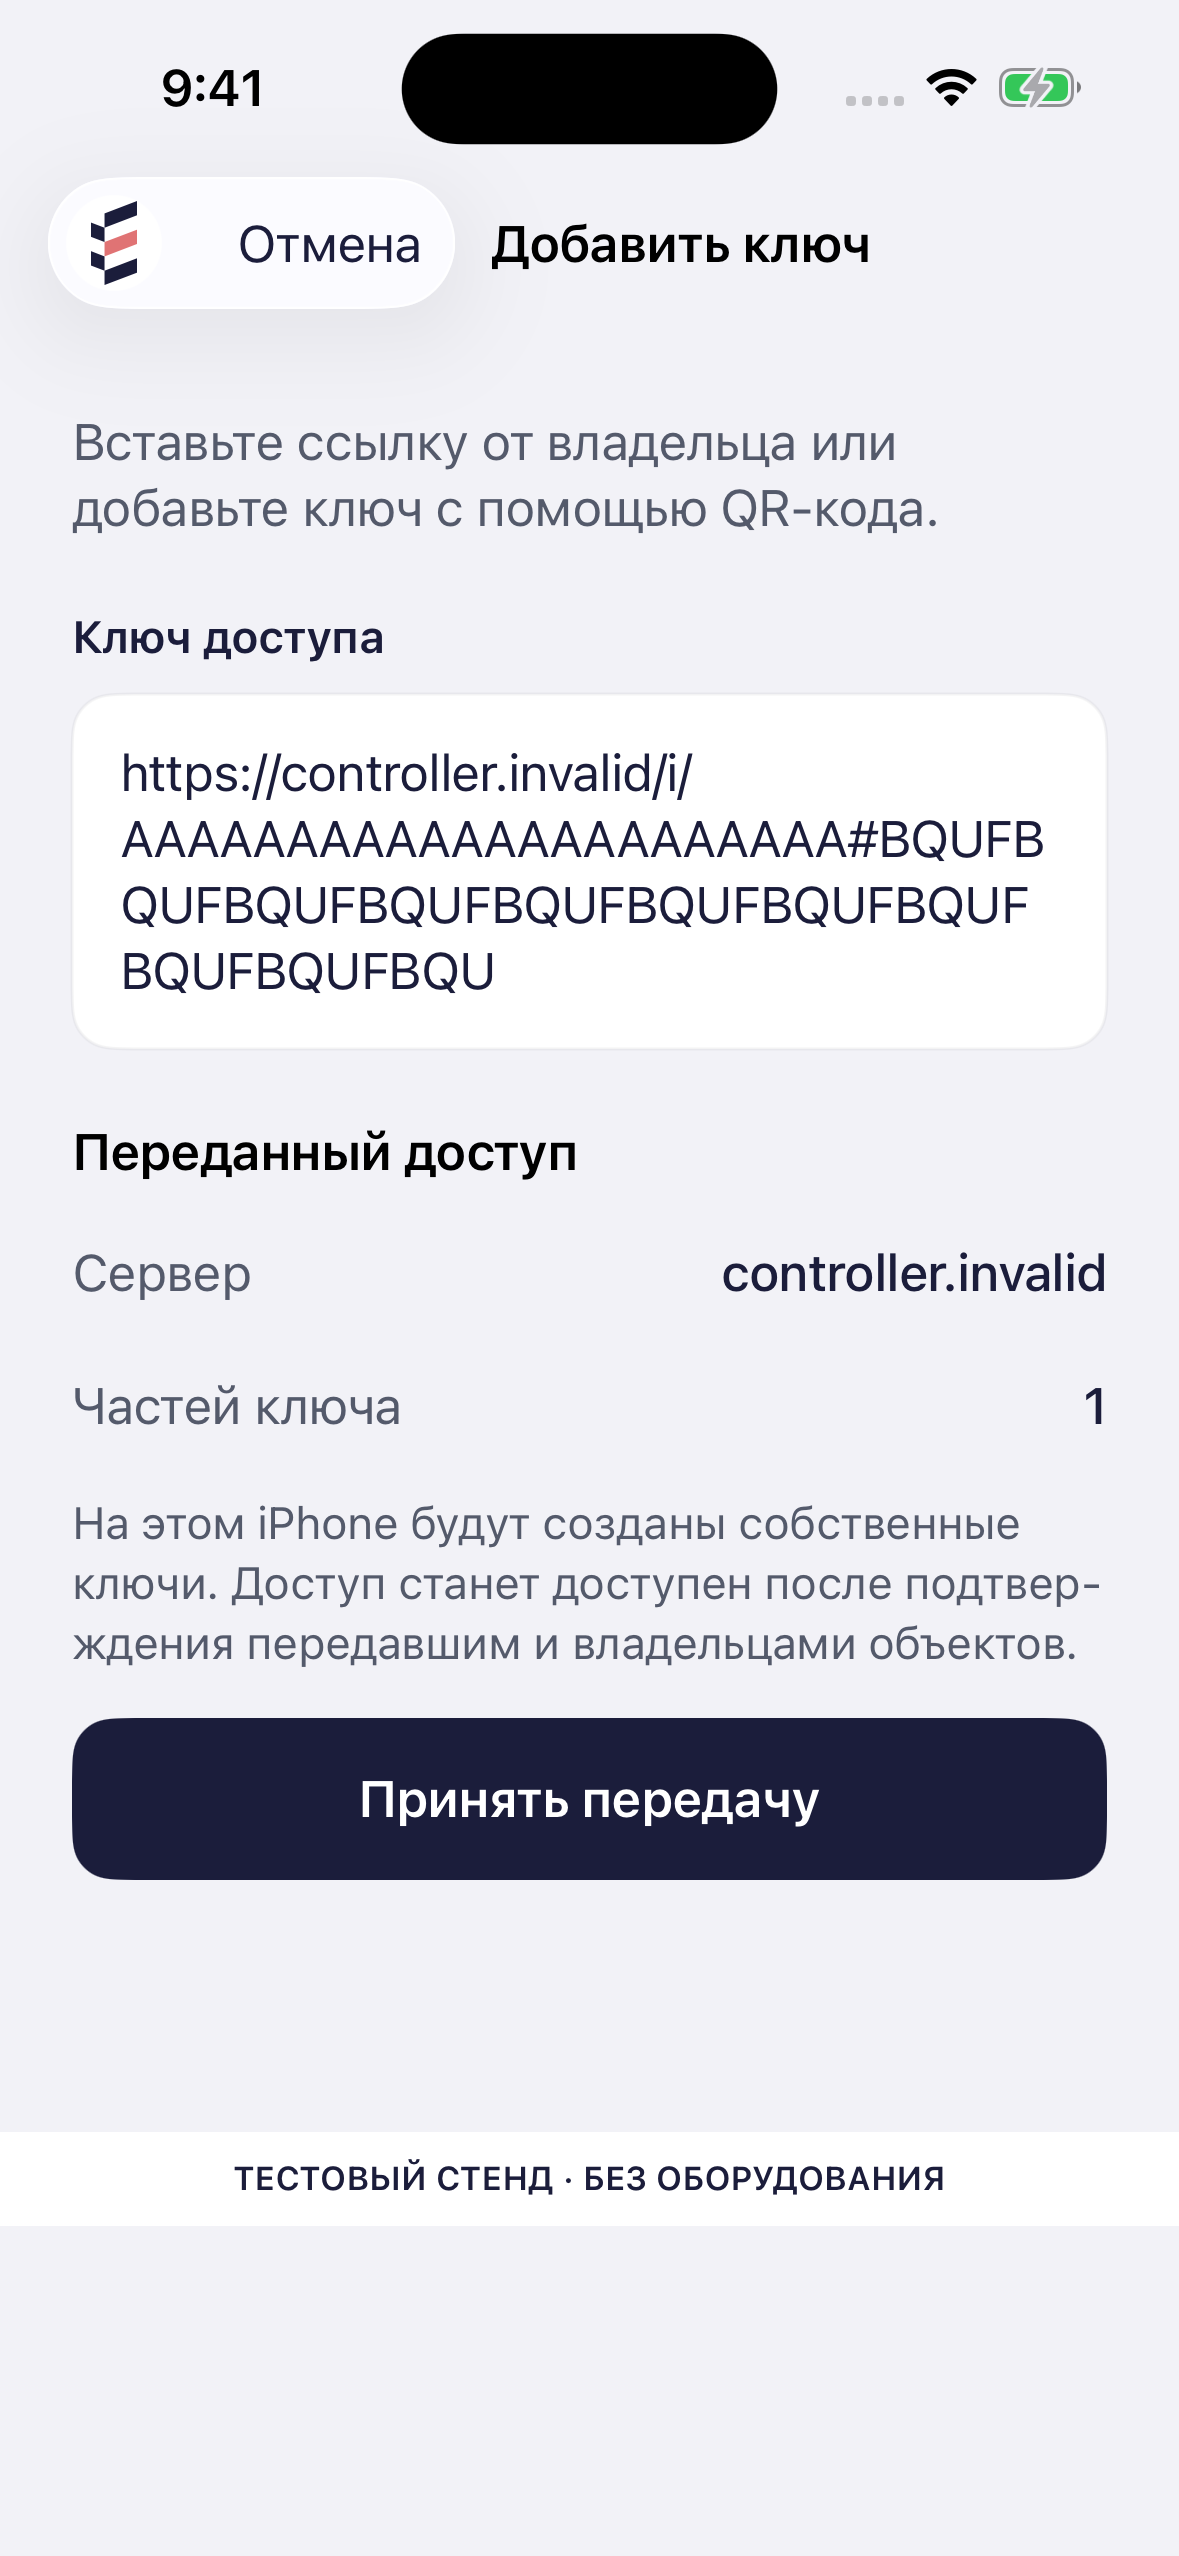 9:41
Отмена
Добавить ключ
Вставьте ссылку от владельца или
добавьте ключ с помощью QR-кода.
Ключ доступа
https://controller.invalid/i/
AAAAAAAAAAAAAAAAAAAAAA#BQUFB
QUFBQUFBQUFBQUFBQUFBQUFBQUF
BQUFBQUFBQU
Переданный доступ
Сервер controller.invalid
Частей ключа 1
На этом iPhone будут созданы собственные
ключи. Доступ станет доступен после подтвер-
ждения передавшим и владельцами объектов.
Принять передачу
ТЕСТОВЫЙ СТЕНД · БЕЗ ОБОРУДОВАНИЯ